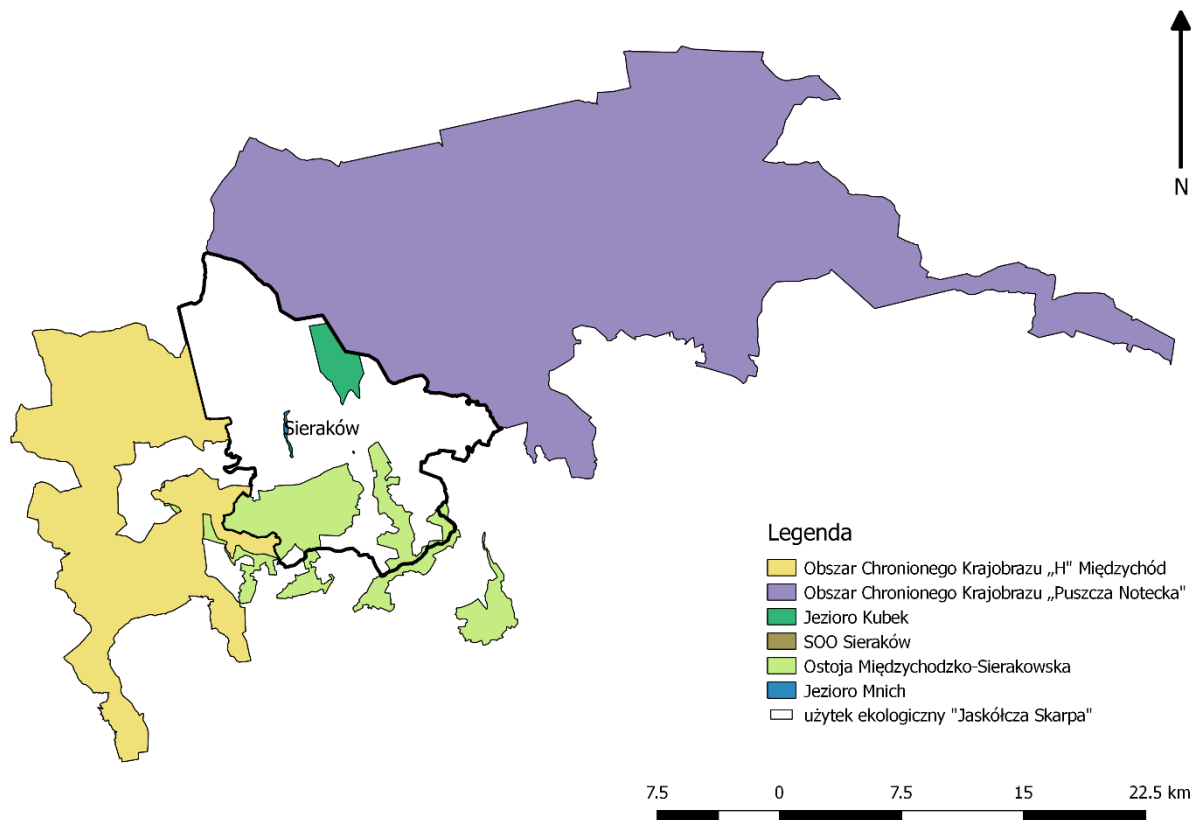 N
Sieraków
Legenda
Obszar Chronionego Krajobrazu „H" Międzychód
Obszar Chronionego Krajobrazu „Puszcza Notecka"
Jezioro Kubek
SOO Sieraków
Ostoja Międzychodzko-Sierakowska
Jezioro Mnich
użytek ekologiczny "Jaskółcza Skarpa"
7.5 0 7.5 15 22.5 km